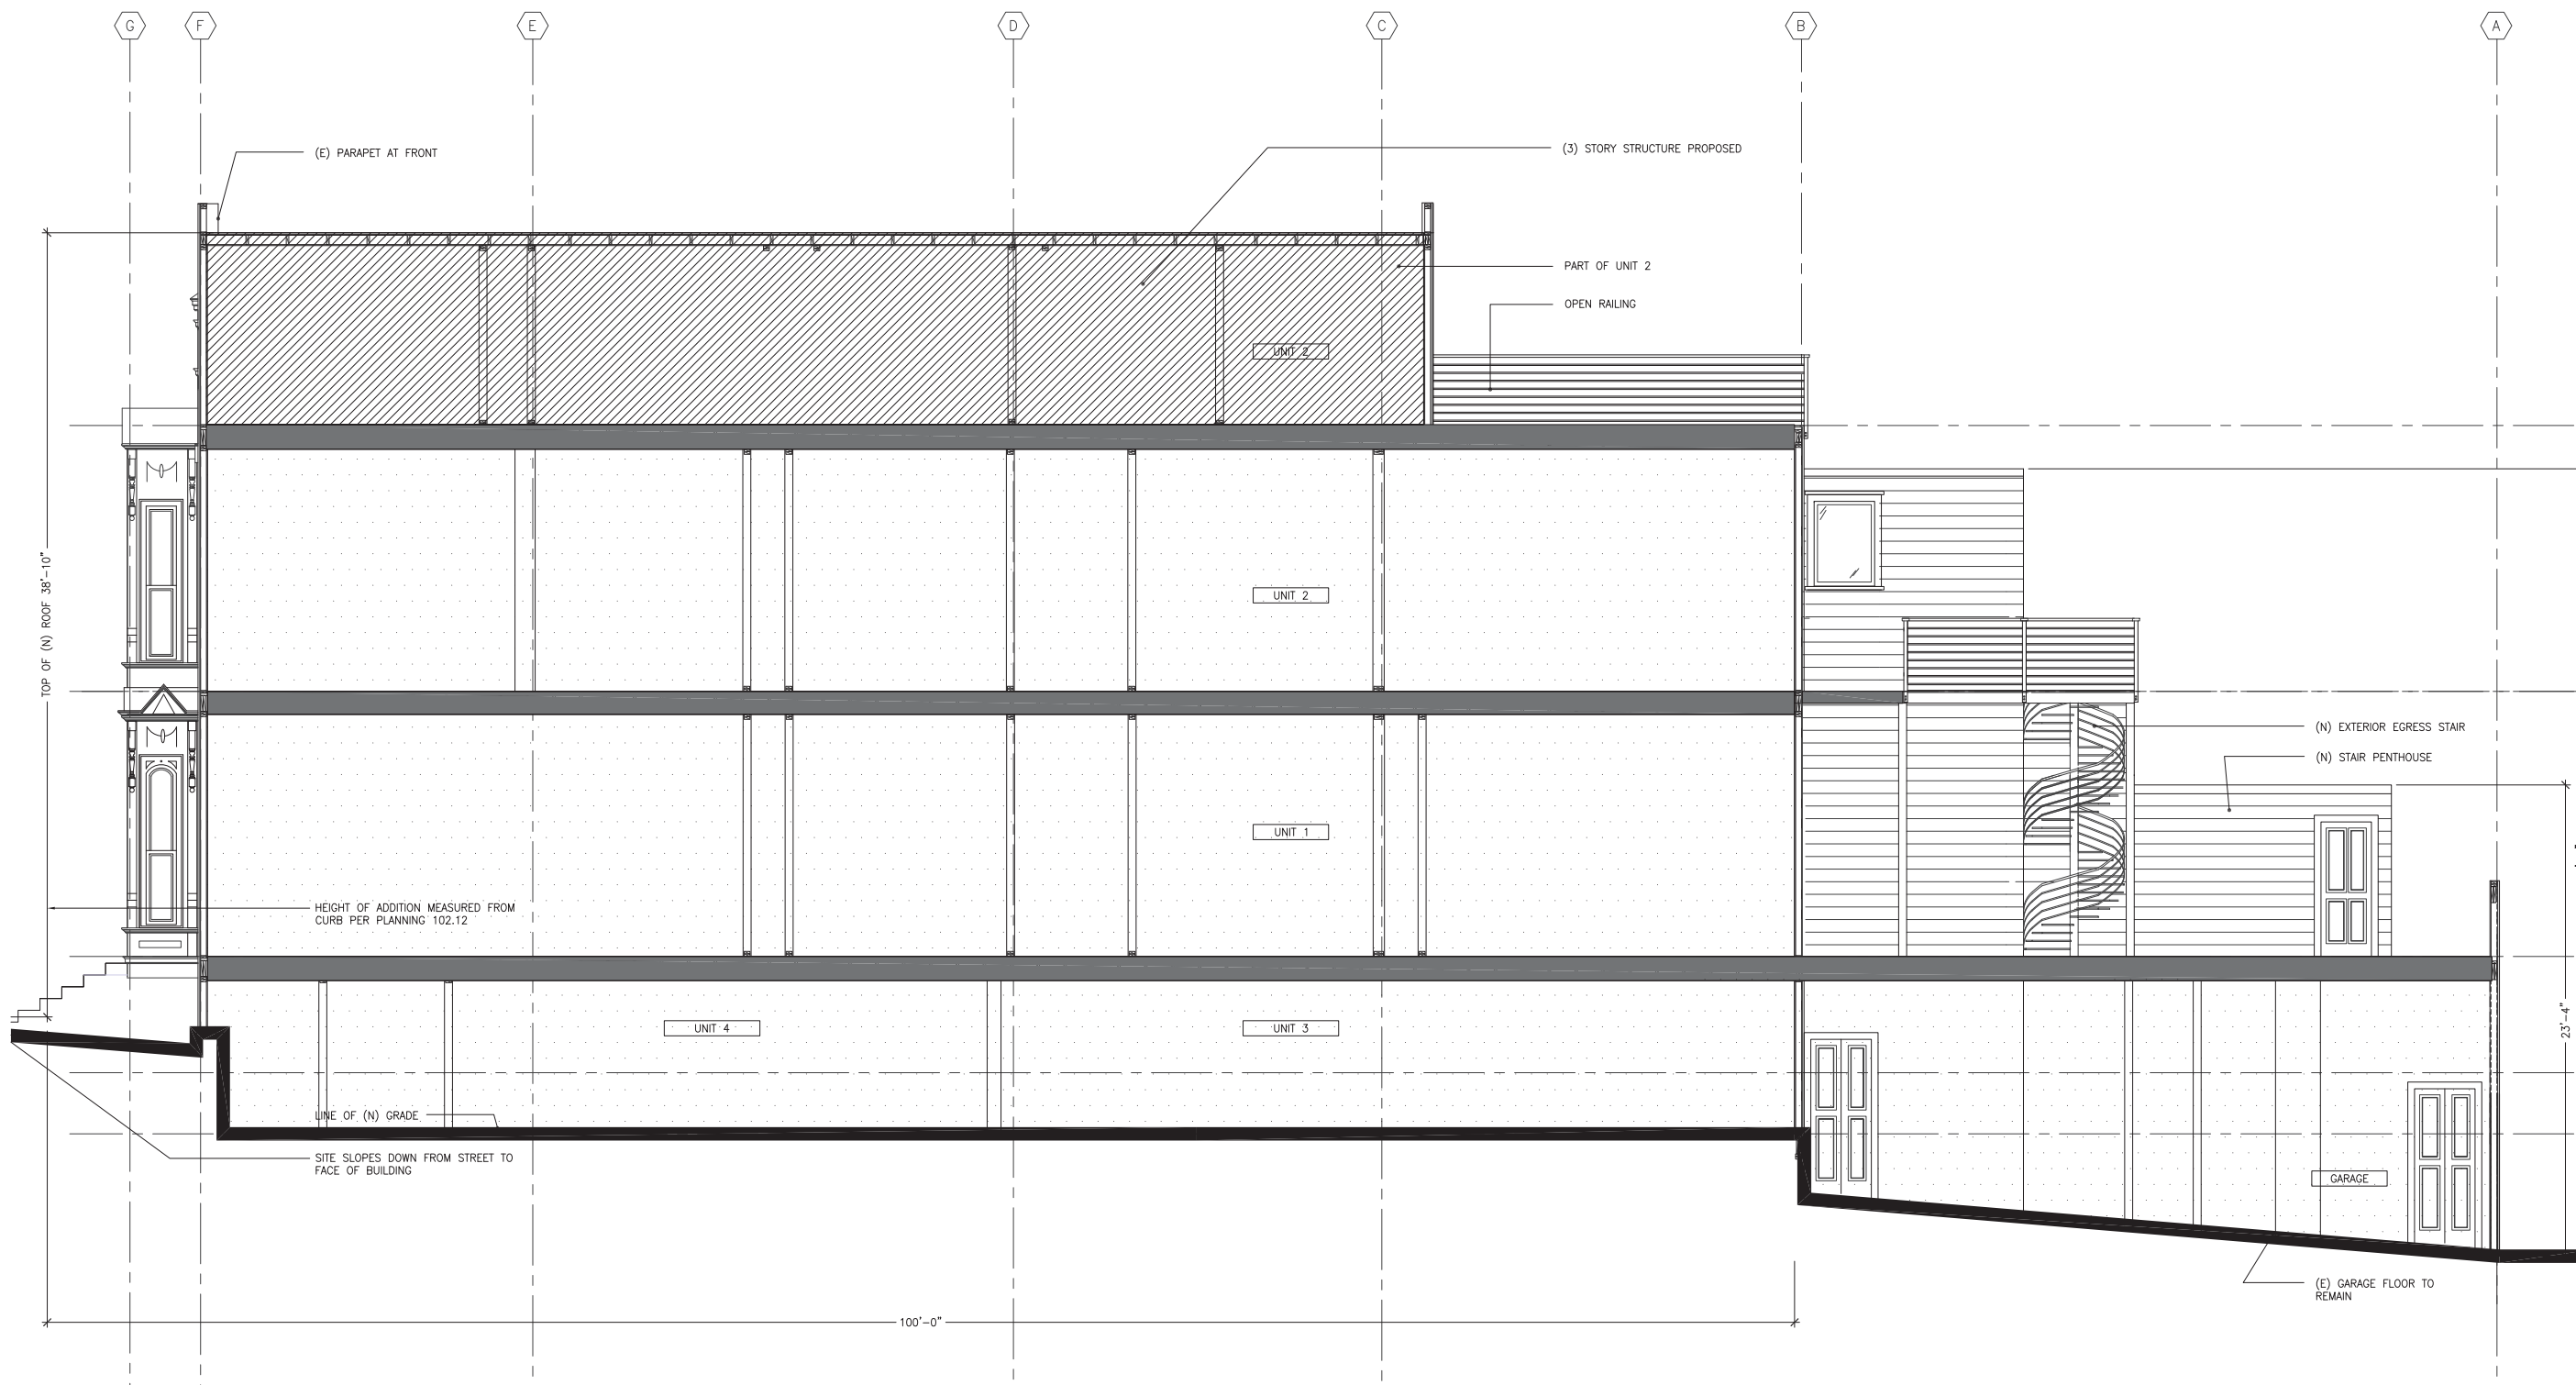 G
F
E
D
C
B
A
(E) PARAPET AT FRONT
(3) STORY STRUCTURE PROPOSED
PART OF UNIT 2
OPEN RAILING
UNIT 2
TOP OF (N) ROOF 38'-10"
UNIT 2
(N) EXTERIOR EGRESS STAIR
(N) STAIR PENTHOUSE
UNIT 1
HEIGHT OF ADDITION MEASURED FROM
CURB PER PLANNING 102.12
UNIT 4
UNIT 3
23'-4"
LINE OF (N) GRADE
SITE SLOPES DOWN FROM STREET TO
FACE OF BUILDING
GARAGE
(E) GARAGE FLOOR TO
REMAIN
100'-0"